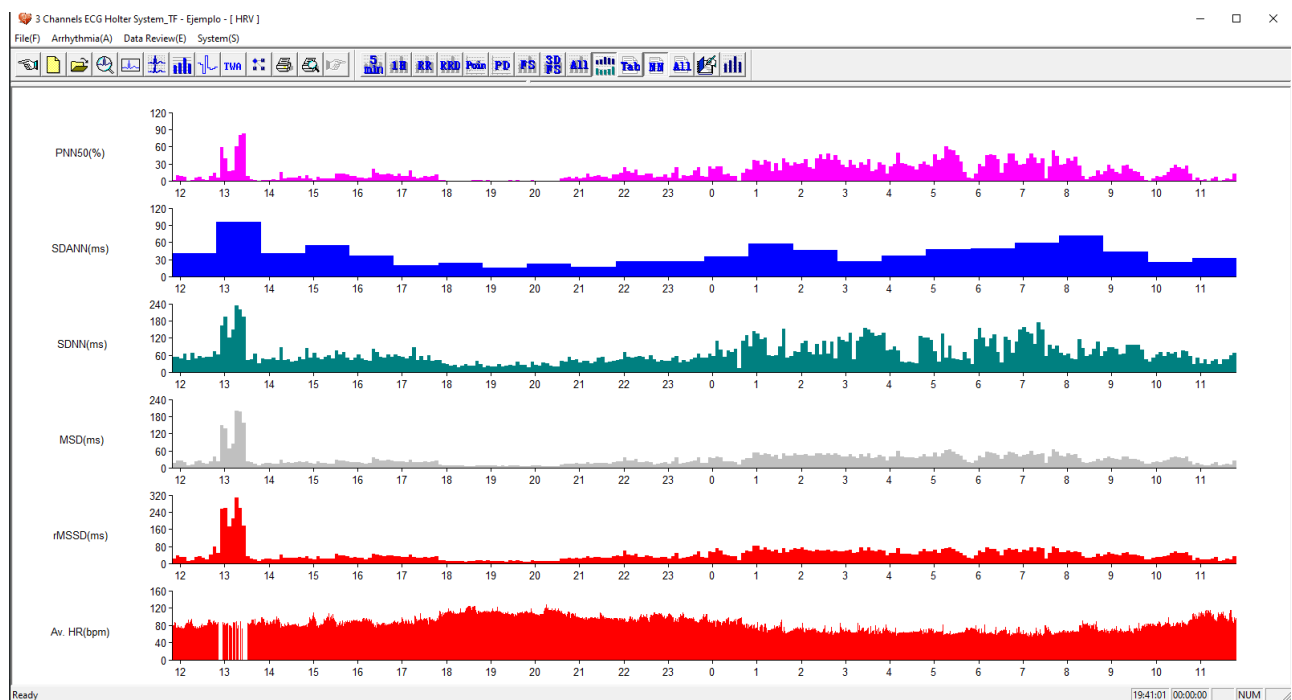 3 Channels ECG Holter System_TF - Ejemplo - [ HRV ]
File(F) Arrhythmia(A) Data Review(E) System(S)
TWA 5 min 1H RR RRD Poin PD FS 3D FS All Tab NN All
120
90
PNN50(%)
60
30
0
12 13 14 15 16 17 18 19 20 21 22 23 0 1 2 3 4 5 6 7 8 9 10 11
120
90
SDANN(ms)
60
30
0
12 13 14 15 16 17 18 19 20 21 22 23 0 1 2 3 4 5 6 7 8 9 10 11
240
180
SDNN(ms)
120
60
0
12 13 14 15 16 17 18 19 20 21 22 23 0 1 2 3 4 5 6 7 8 9 10 11
240
180
MSD(ms)
120
60
0
12 13 14 15 16 17 18 19 20 21 22 23 0 1 2 3 4 5 6 7 8 9 10 11
320
240
rMSSD(ms)
160
80
0
12 13 14 15 16 17 18 19 20 21 22 23 0 1 2 3 4 5 6 7 8 9 10 11
160
120
Av. HR(bpm)
80
40
0
12 13 14 15 16 17 18 19 20 21 22 23 0 1 2 3 4 5 6 7 8 9 10 11
Ready 19:41:01 00:00:00 NUM